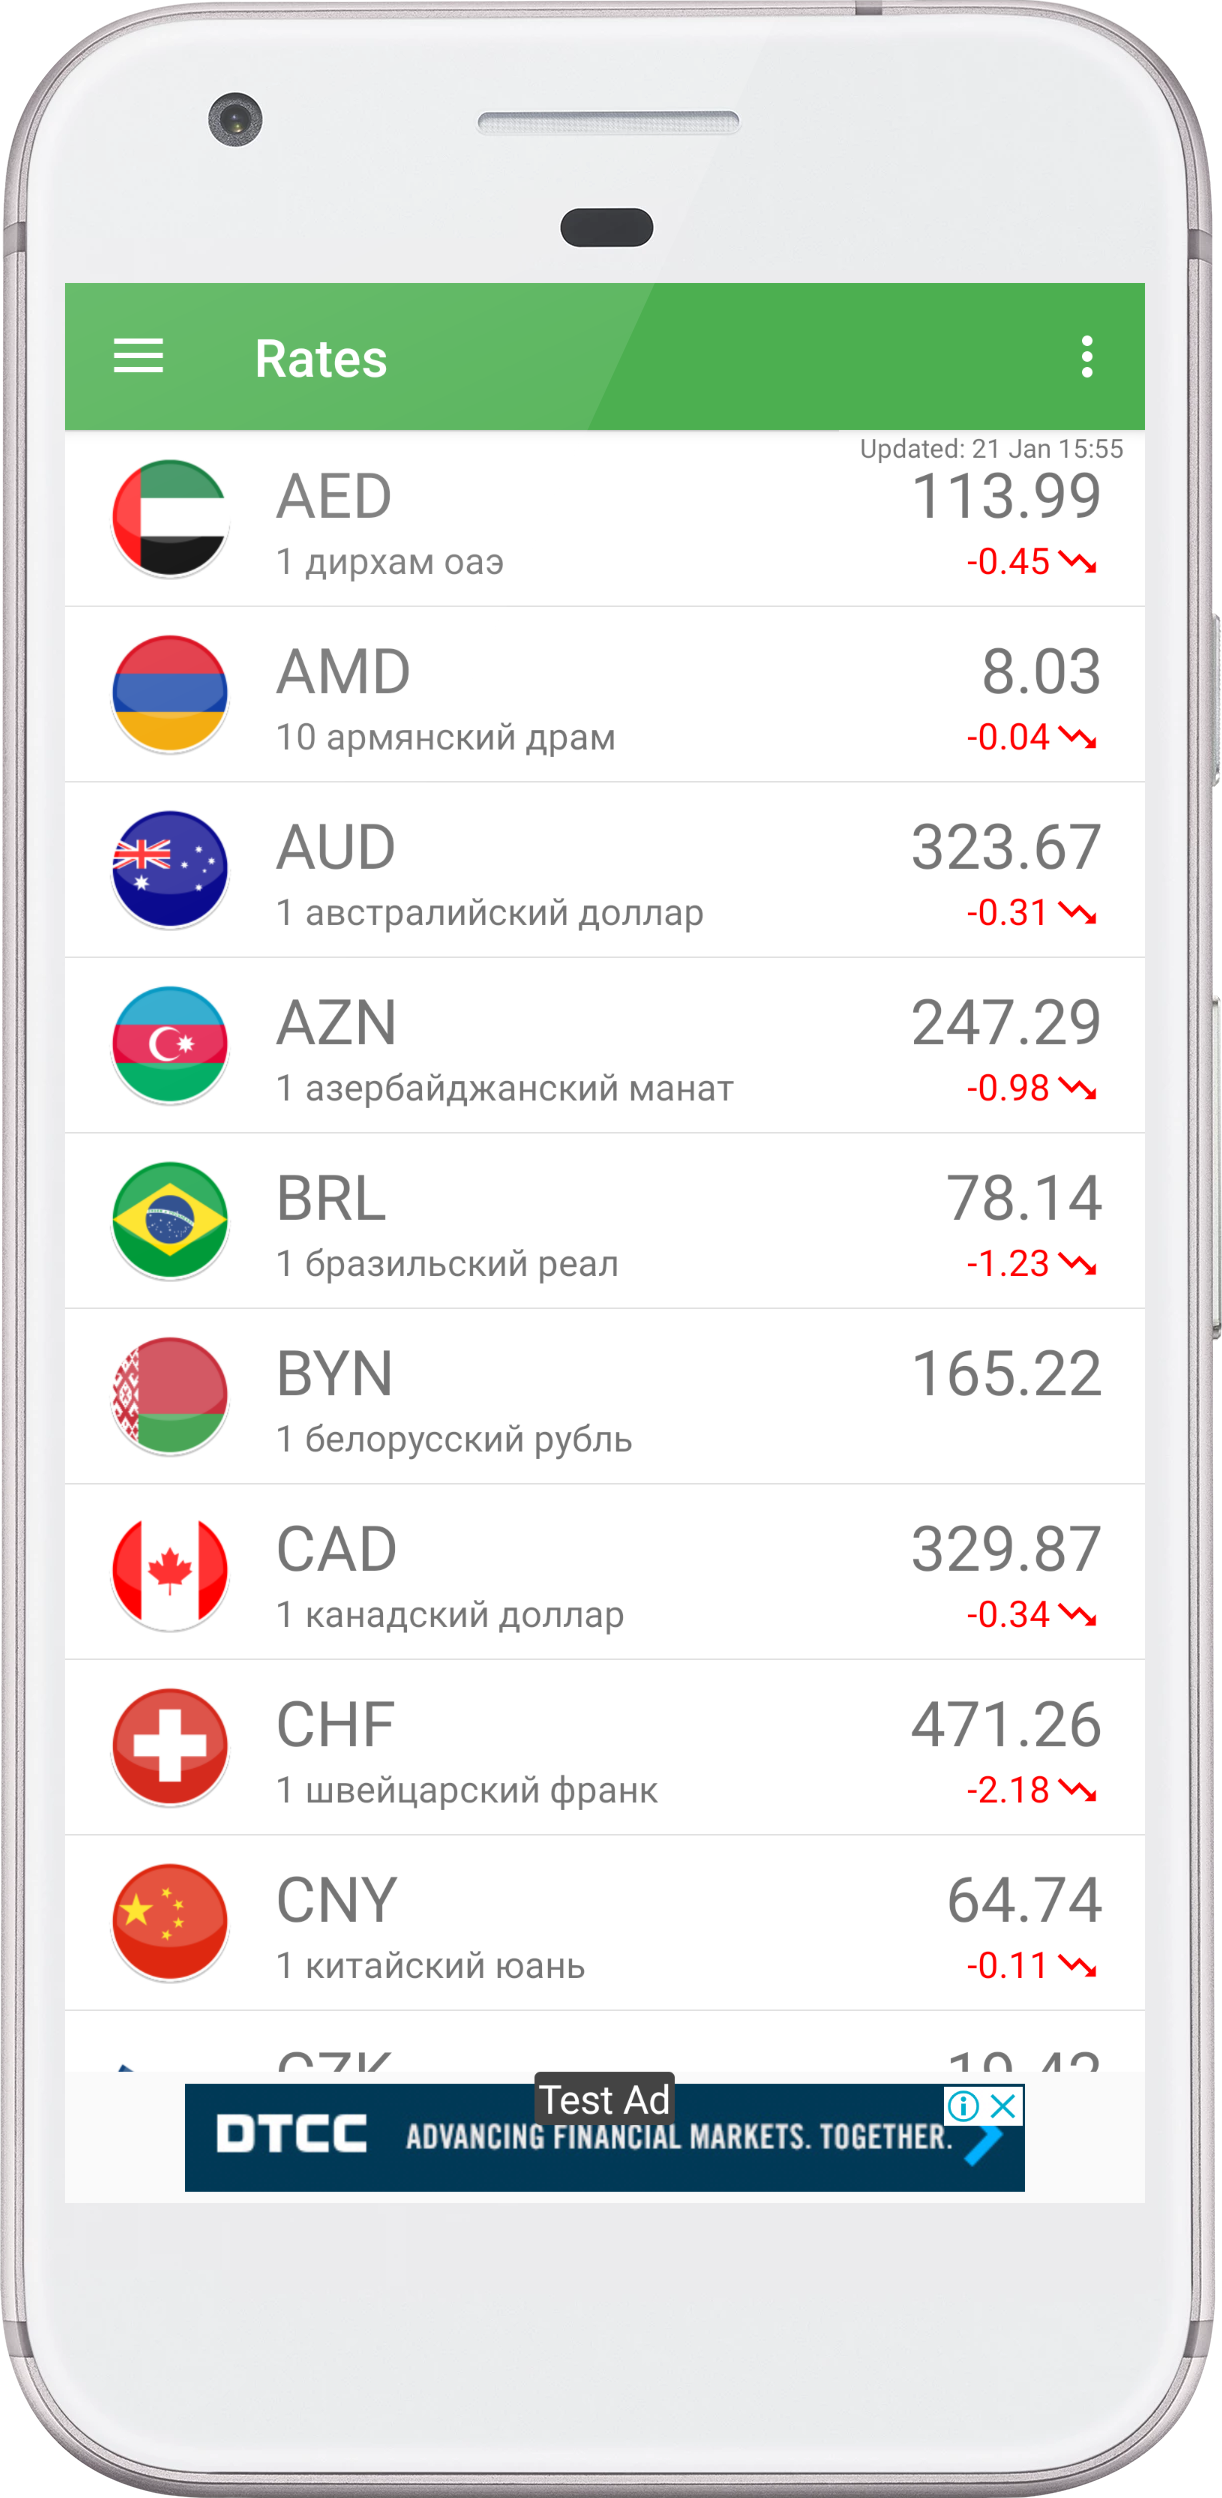 Rates
Updated: 21 Jan 15:55
AED 113.99
1 дирхам оаэ -0.45
AMD 8.03
10 армянский драм -0.04
AUD 323.67
1 австралийский доллар -0.31
AZN 247.29
1 азербайджанский манат -0.98
BRL 78.14
1 бразильский реал -1.23
BYN 165.22
1 белорусский рубль
CAD 329.87
1 канадский доллар -0.34
CHF 471.26
1 швейцарский франк -2.18
CNY 64.74
1 китайский юань -0.11
CZK
Test Ad
DTCC ADVANCING FINANCIAL MARKETS. TOGETHER.